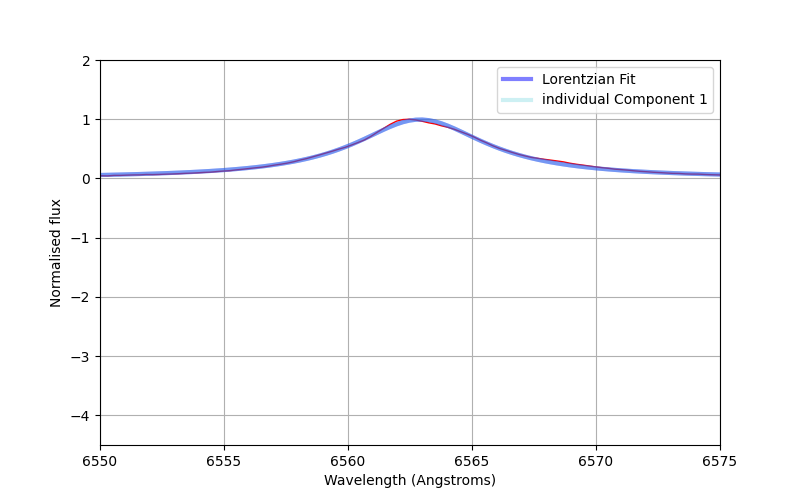 2
1
0
−1
−2
−3
−4
Normalised flux
6550 6555 6560 6565 6570 6575
Wavelength (Angstroms)
Lorentzian Fit
individual Component 1